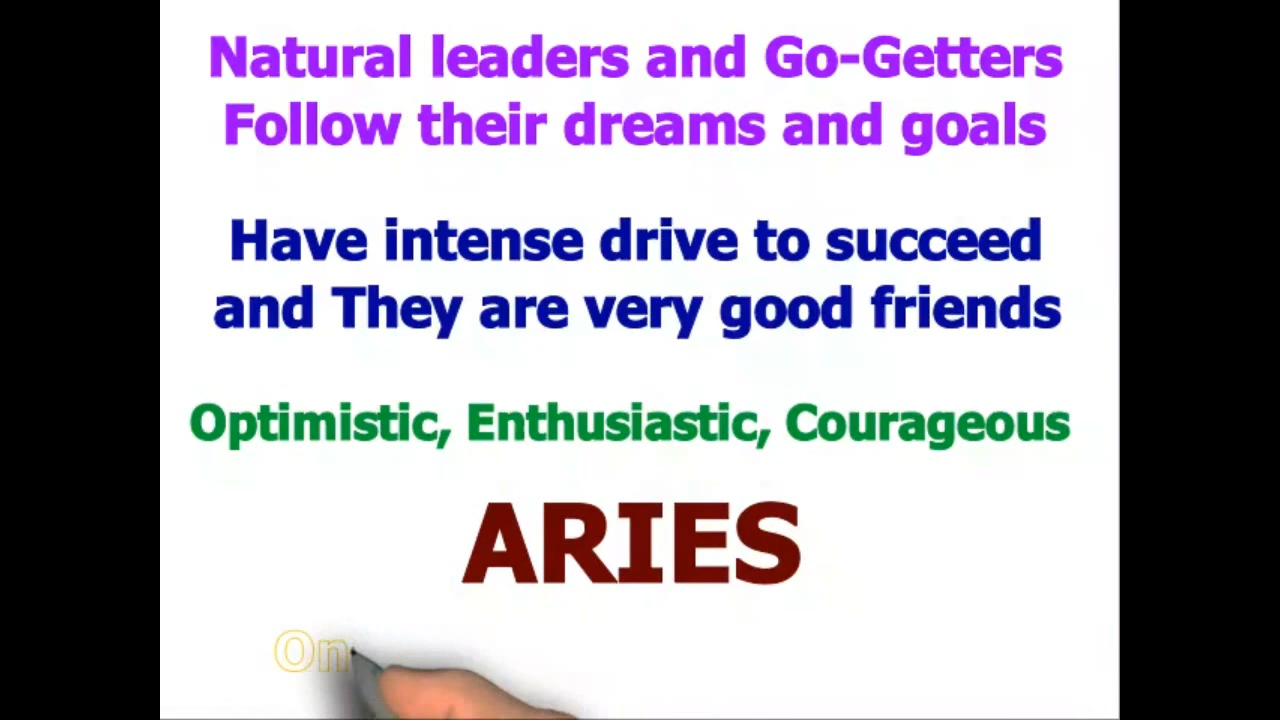 Natural leaders and Go-Getters
Follow their dreams and goals
Have intense drive to succeed
and They are very good friends
Optimistic, Enthusiastic, Courageous
ARIES
On